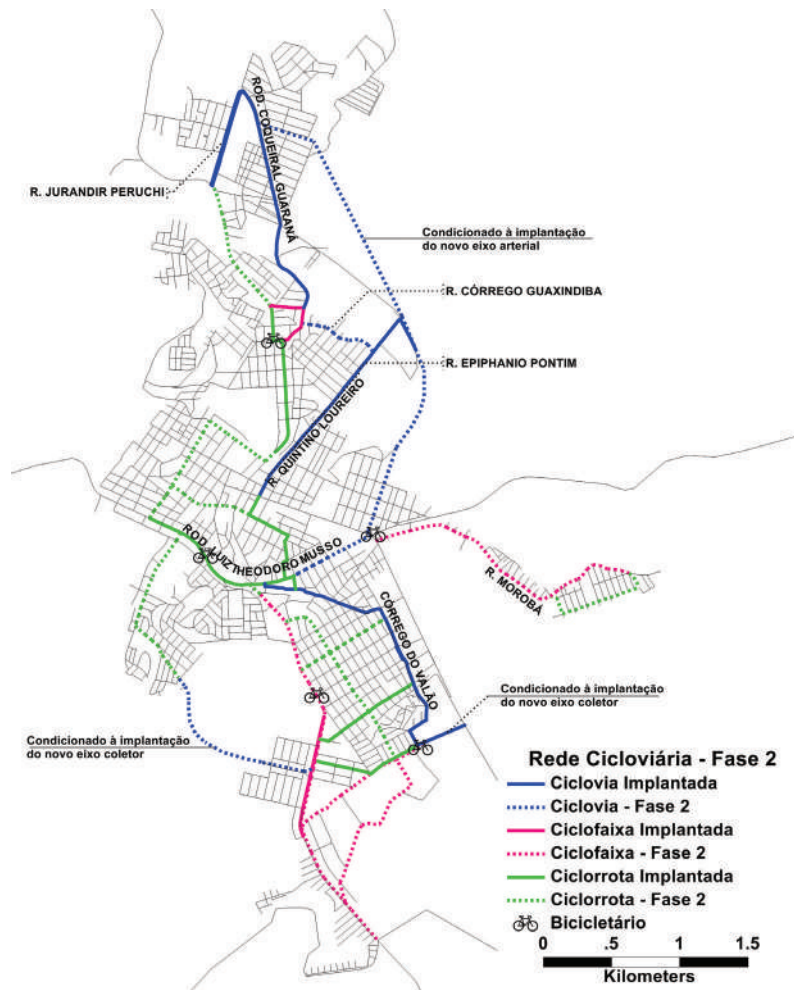 ROD. COQUEIRAL GUARANÁ
R. JURANDIR PERUCHI
Condicionado à implantação
do novo eixo arterial
R. CÓRREGO GUAXINDIBA
R. EPIPHANIO PONTIM
R. QUINTINO LOUREIRO
ROD. LUIZ THEODORO MUSSO
R. MOROBÁ
CÓRREGO DO VALÃO
Condicionado à implantação
do novo eixo coletor
Condicionado à implantação
do novo eixo coletor
Rede Cicloviária - Fase 2
Ciclovia Implantada
Ciclovia - Fase 2
Ciclofaixa Implantada
Ciclofaixa - Fase 2
Ciclorrota Implantada
Ciclorrota - Fase 2
Bicicletário
0 .5 1 1.5
Kilometers